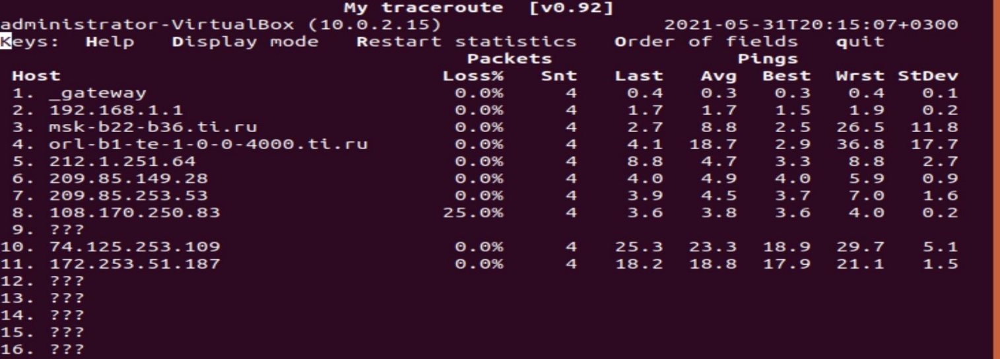 My traceroute [v0.92]
administrator-VirtualBox (10.0.2.15) 2021-05-31T20:15:07+0300
Keys: Help Display mode Restart statistics Order of fields quit
Packets Pings
Host Loss% Snt Last Avg Best Wrst StDev
1. _gateway 0.0% 4 0.4 0.3 0.3 0.4 0.1
2. 192.168.1.1 0.0% 4 1.7 1.7 1.5 1.9 0.2
3. msk-b22-b36.ti.ru 0.0% 4 2.7 8.8 2.5 26.5 11.8
4. orl-b1-te-1-0-0-4000.ti.ru 0.0% 4 4.1 18.7 2.9 36.8 17.7
5. 212.1.251.64 0.0% 4 8.8 4.7 3.3 8.8 2.7
6. 209.85.149.28 0.0% 4 4.0 4.9 4.0 5.9 0.9
7. 209.85.253.53 0.0% 4 3.9 4.5 3.7 7.0 1.6
8. 108.170.250.83 25.0% 4 3.6 3.8 3.6 4.0 0.2
9. ???
10. 74.125.253.109 0.0% 4 25.3 23.3 18.9 29.7 5.1
11. 172.253.51.187 0.0% 4 18.2 18.8 17.9 21.1 1.5
12. ???
13. ???
14. ???
15. ???
16. ???